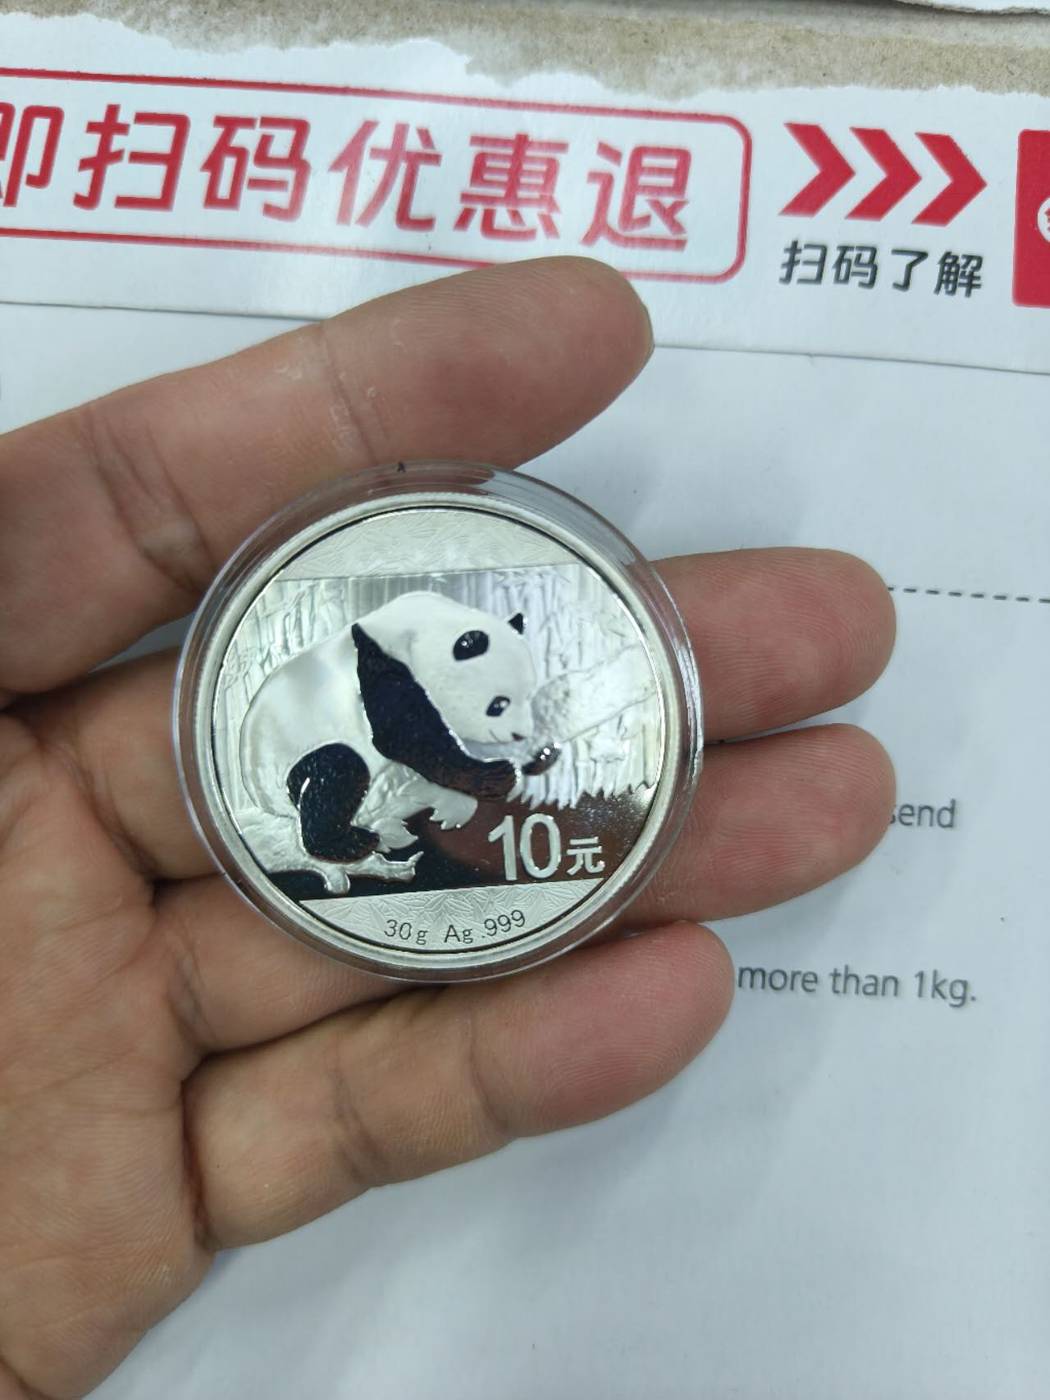 即扫码优惠退
扫码了解
10元
30g Ag .999
send
more than 1kg.